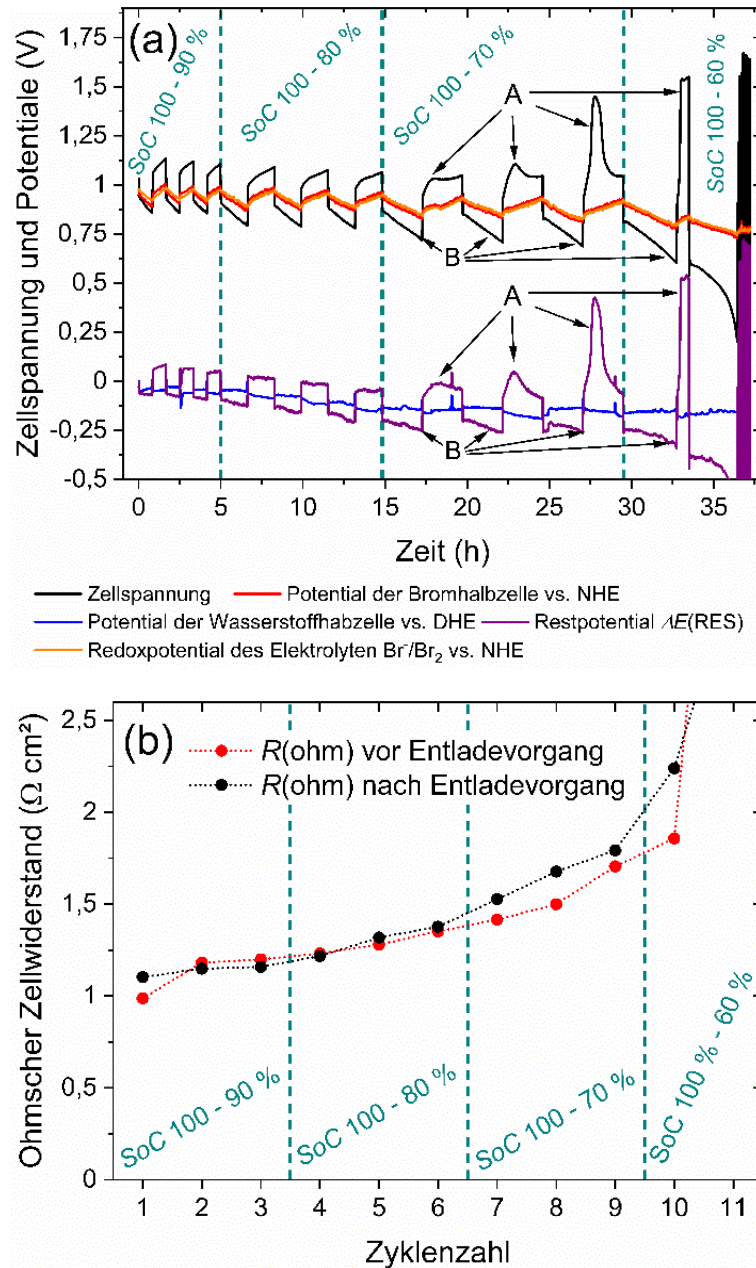 (a)
Zellspannung und Potentiale (V)
1,75
1,5
1,25
1
0,75
0,5
0,25
0
-0,25
-0,5
SoC 100 - 90 %
SoC 100 - 80 %
SoC 100 - 70 %
SoC 100 - 60 %
A
B
A
B
0 5 10 15 20 25 30 35
Zeit (h)
Zellspannung Potential der Bromhalbzelle vs. NHE
Potential der Wasserstoffhabzelle vs. DHE Restpotential ΔE(RES)
Redoxpotential des Elektrolyten Br⁻/Br₂ vs. NHE
(b)
Ohmscher Zellwiderstand (Ω cm²)
2,5
2
1,5
1
0,5
0
R(ohm) vor Entladevorgang
R(ohm) nach Entladevorgang
SoC 100 - 90 %
SoC 100 - 80 %
SoC 100 - 70 %
SoC 100 % - 60 %
1 2 3 4 5 6 7 8 9 10 11
Zyklenzahl